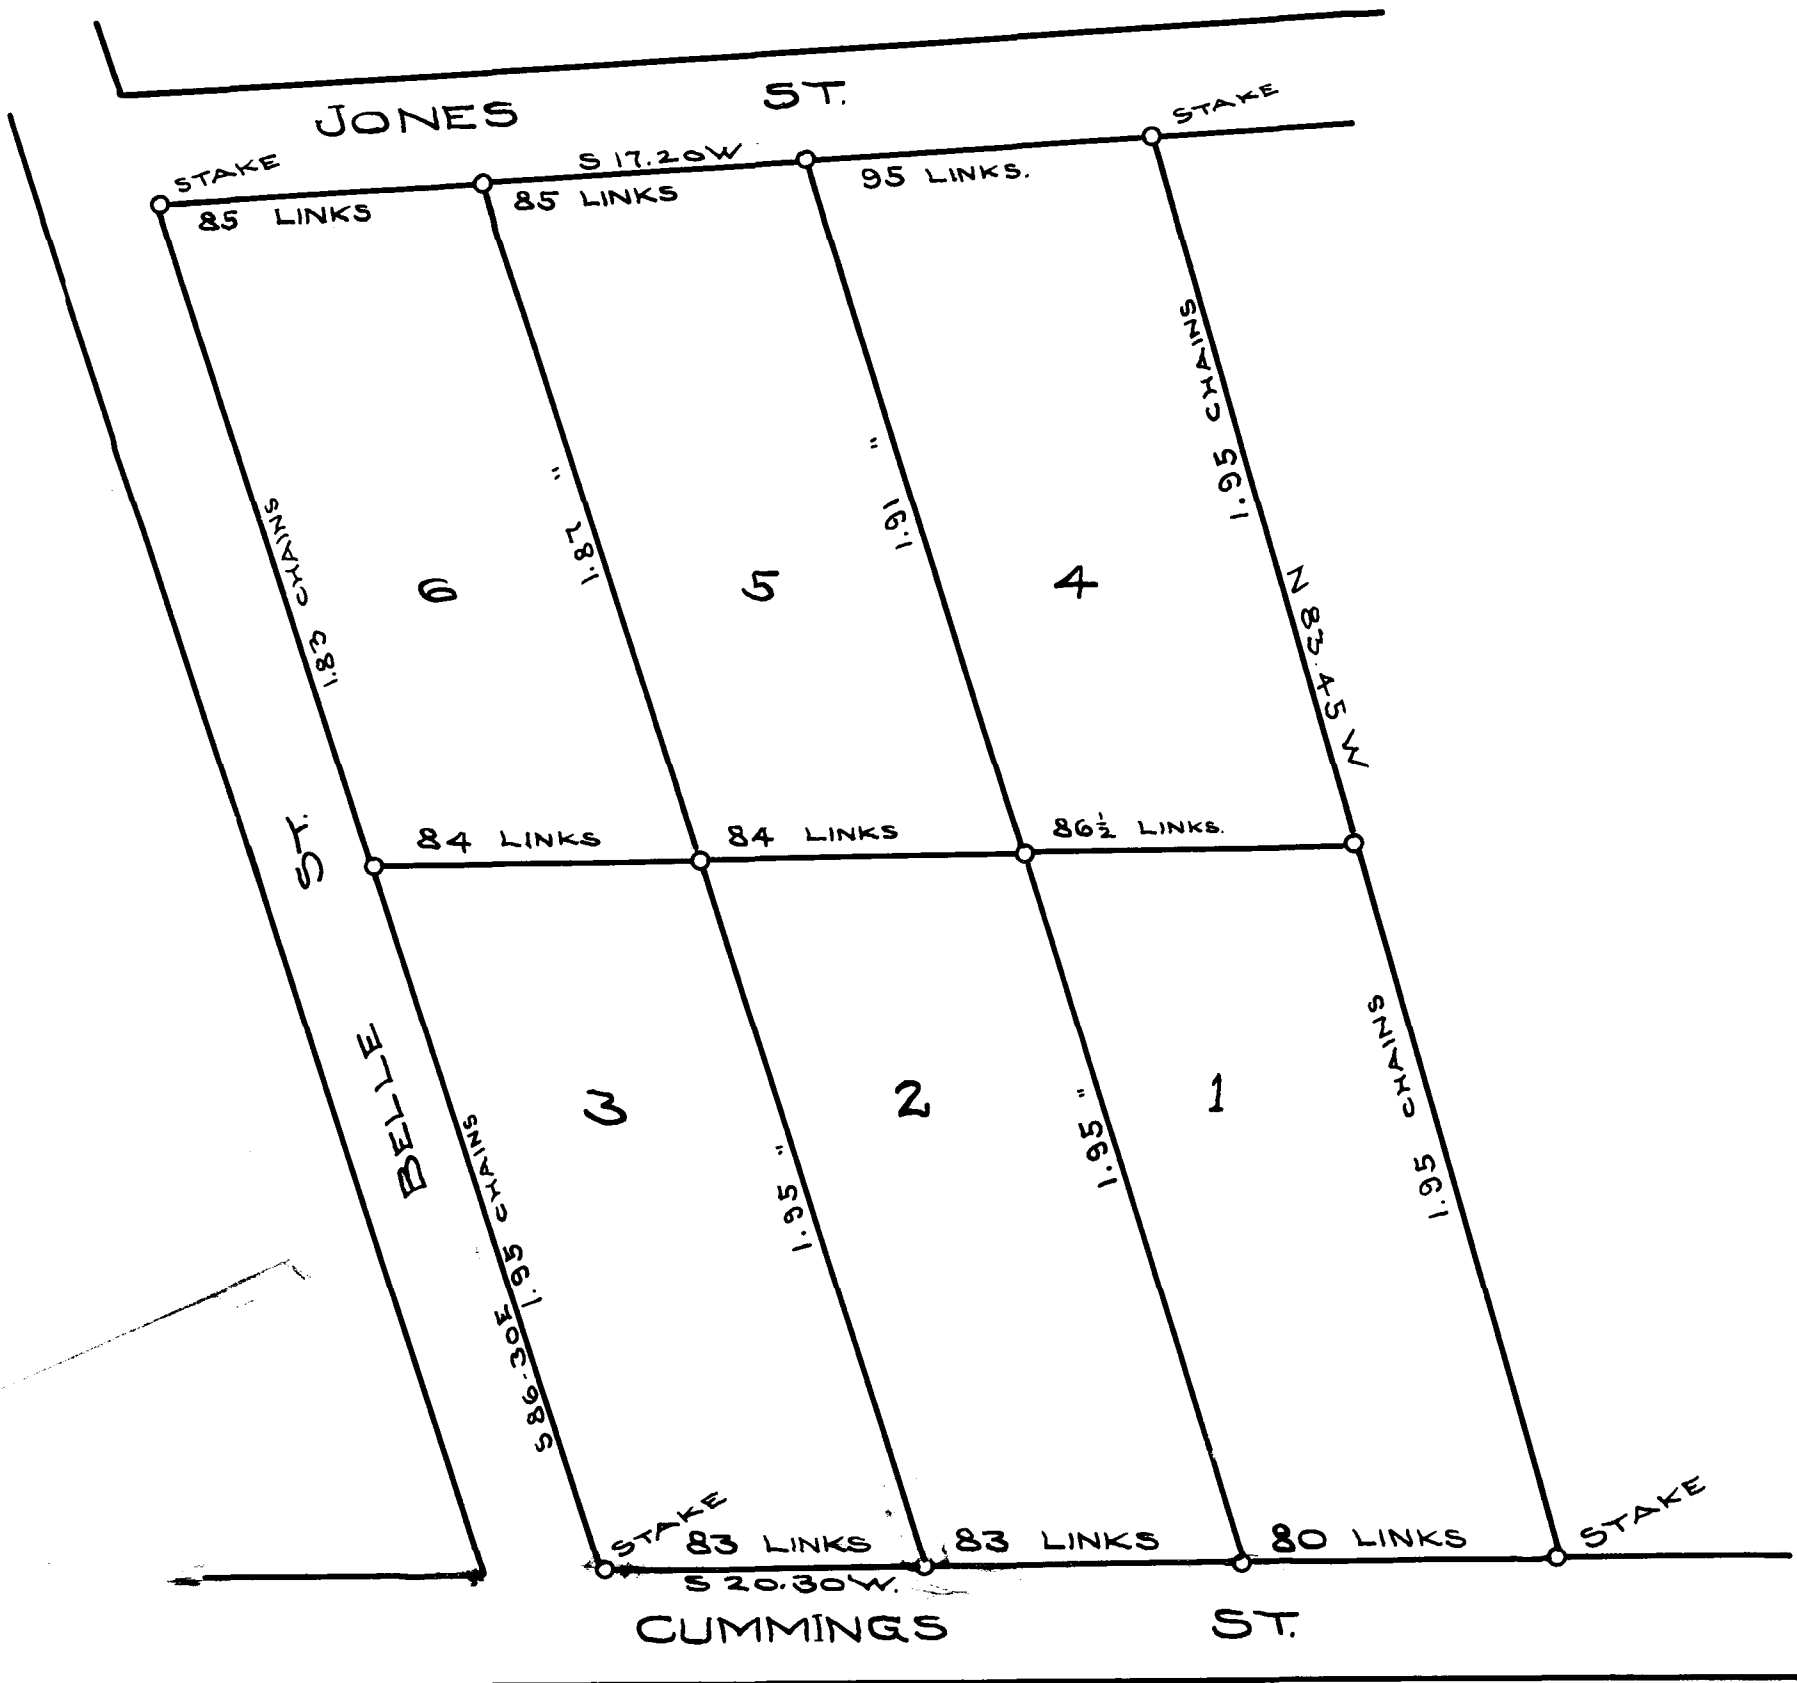 JONES ST.
STAKE
STAKE
S 17.20W
85 LINKS
85 LINKS
95 LINKS.
1.83 CHAINS
1.87 "
1.91 "
1.95 CHAINS
N 83.45 W
6
5
4
84 LINKS
84 LINKS
86½ LINKS.
BELLE ST.
3
2
1
S 86.30E 1.95 CHAINS
1.95 "
1.95 "
1.95 CHAINS
STAKE
83 LINKS
83 LINKS
80 LINKS
STAKE
S 20.30W.
CUMMINGS ST.